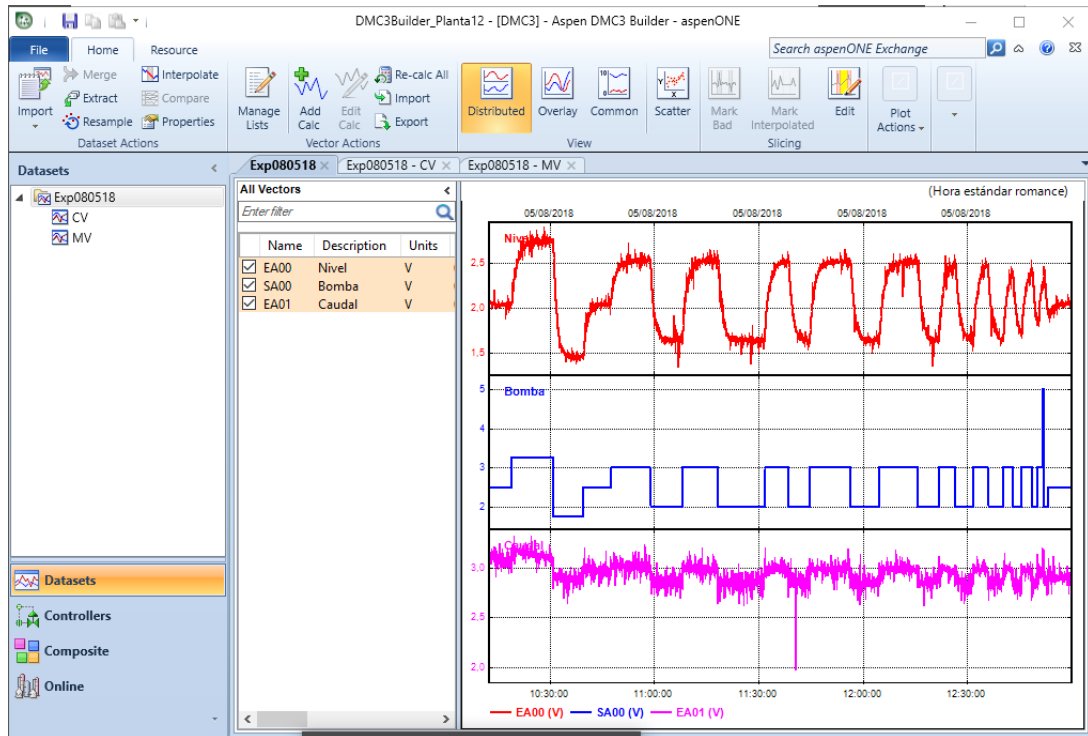 DMC3Builder_Planta12 - [DMC3] - Aspen DMC3 Builder - aspenONE
File Home Resource Search aspenONE Exchange
Import Merge Extract Resample Interpolate Compare Properties
Dataset Actions
Manage Lists Add Calc Edit Calc Re-calc All Import Export
Vector Actions
Distributed Overlay Common Scatter
View
Mark Bad Mark Interpolated Edit
Slicing
Plot Actions
Datasets
Exp080518
CV
MV
Datasets
Controllers
Composite
Online
Exp080518 Exp080518 - CV Exp080518 - MV
All Vectors
Enter filter
Name Description Units
EA00 Nivel V
SA00 Bomba V
EA01 Caudal V
(Hora estándar romance)
05/08/2018 05/08/2018 05/08/2018 05/08/2018 05/08/2018
Nivel
2,5
2,0
1,5
Bomba
5
4
3
2
Caudal
3,0
2,5
2,0
10:30:00 11:00:00 11:30:00 12:00:00 12:30:00
EA00 (V) SA00 (V) EA01 (V)